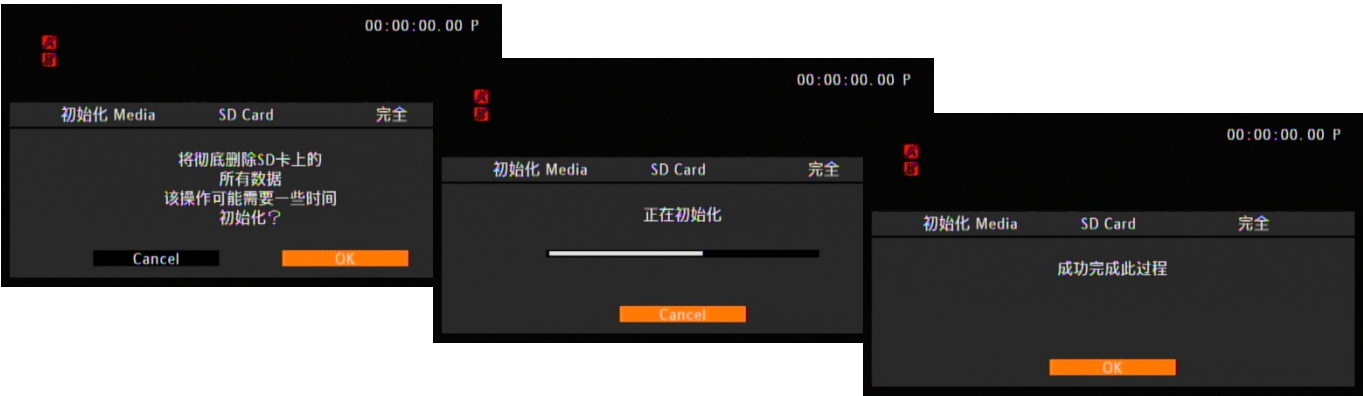 00:00:00.00 P
初始化 Media SD Card 完全
将彻底删除SD卡上的
所有数据
该操作可能需要一些时间
初始化?
Cancel OK
00:00:00.00 P
初始化 Media SD Card 完全
正在初始化
Cancel
00:00:00.00 P
初始化 Media SD Card 完全
成功完成此过程
OK